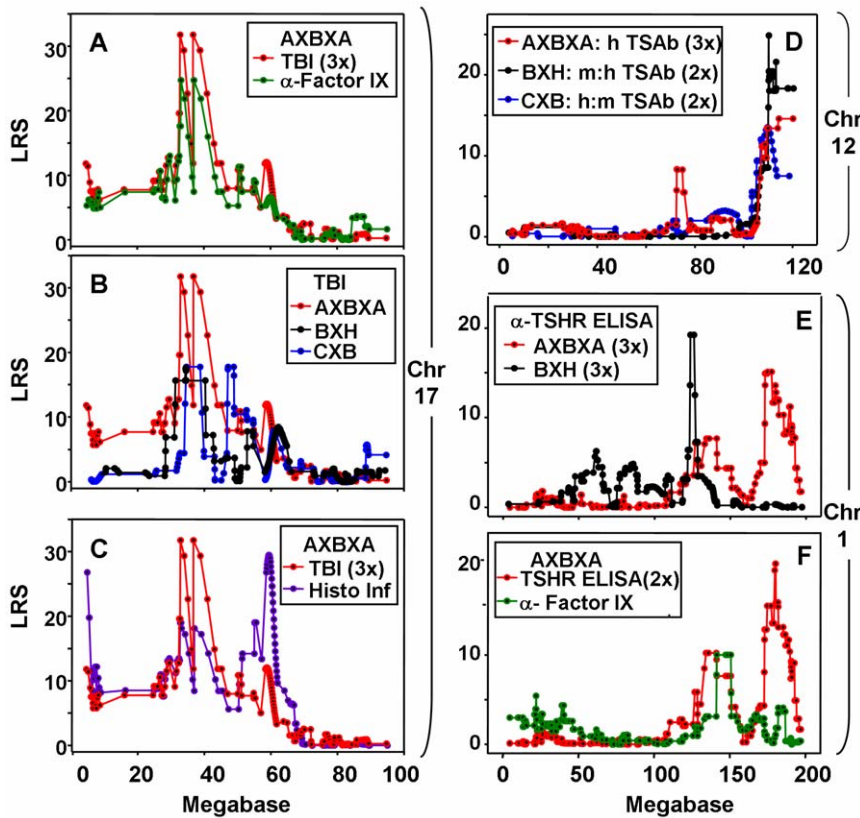 A
AXBXA
TBI (3x)
α-Factor IX
LRS
30
20
10
0
B
TBI
AXBXA
BXH
CXB
LRS
30
20
10
0
C
AXBXA
TBI (3x)
Histo Inf
LRS
30
20
10
0
0 20 40 60 80 100
Megabase
Chr
17
D
AXBXA: h TSAb (3x)
BXH: m:h TSAb (2x)
CXB: h:m TSAb (2x)
20
10
0
0 40 80 120
Chr
12
E
α-TSHR ELISA
AXBXA (3x)
BXH (3x)
20
10
0
F
AXBXA
TSHR ELISA(2x)
α- Factor IX
20
10
0
0 50 100 150 200
Megabase
Chr
1